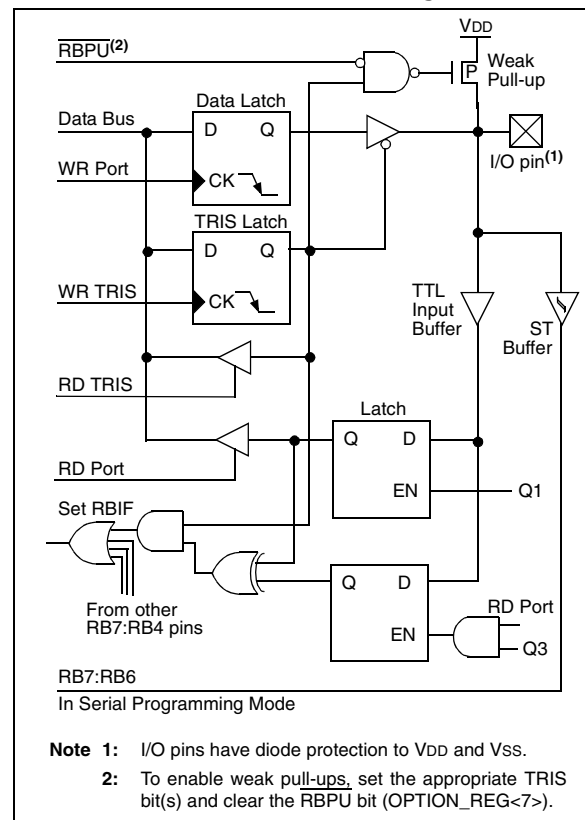 VDD
RBPU(2)
P
Weak
Pull-up
Data Latch
Data Bus
D
Q
I/O pin(1)
WR Port
CK
TRIS Latch
D
Q
TTL
Input
Buffer
WR TRIS
CK
ST
Buffer
RD TRIS
Latch
Q
D
RD Port
EN
Q1
Set RBIF
Q
D
RD Port
From other
RB7:RB4 pins
EN
Q3
RB7:RB6
In Serial Programming Mode
Note 1: I/O pins have diode protection to VDD and VSS.
2: To enable weak pull-ups, set the appropriate TRIS
bit(s) and clear the RBPU bit (OPTION_REG<7>).